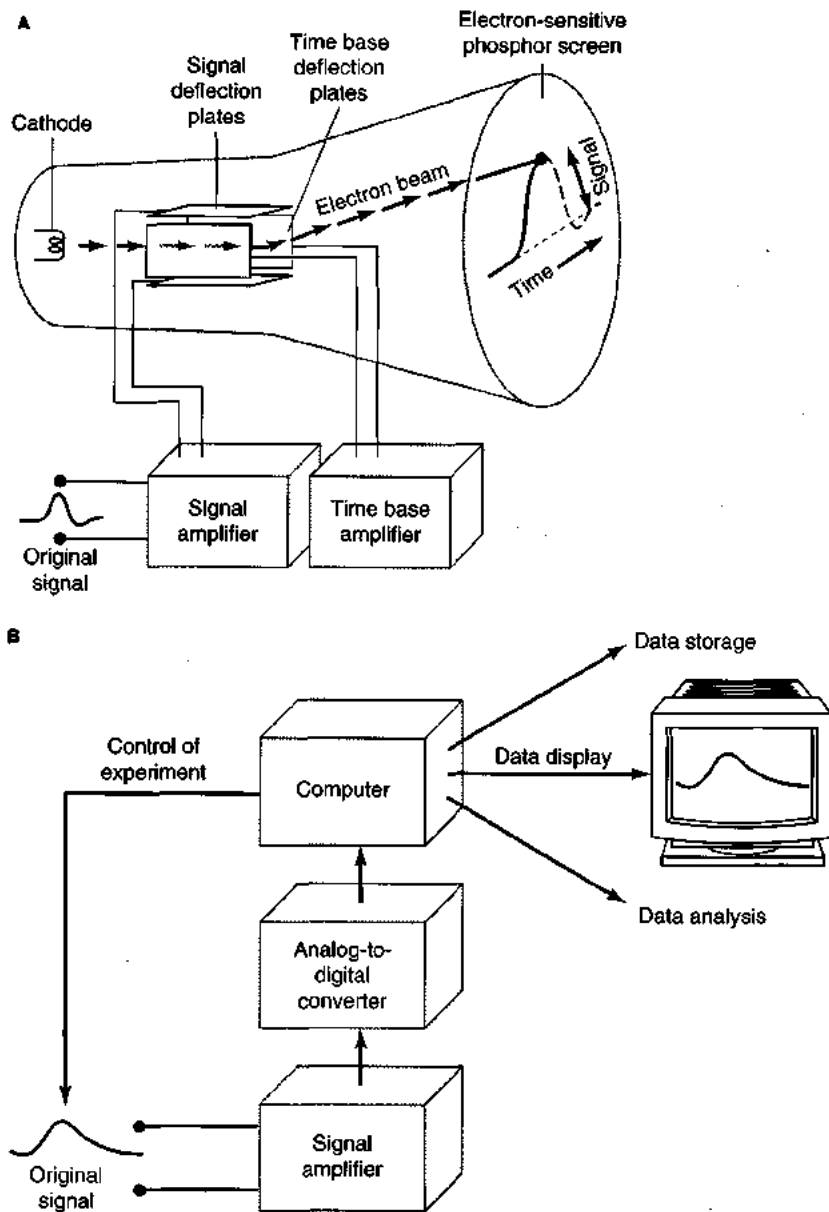 A
Electron-sensitive
phosphor screen
Time base
deflection
plates
Signal
deflection
plates
Cathode
Electron beam
Signal
Time
Signal
amplifier
Time base
amplifier
Original
signal
B
Data storage
Control of
experiment
Computer
Data display
Data analysis
Analog-to-
digital
converter
Signal
amplifier
Original
signal